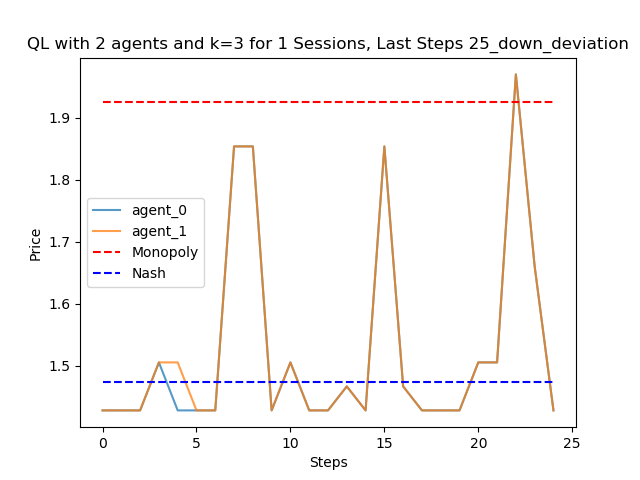 QL with 2 agents and k=3 for 1 Sessions, Last Steps 25_down_deviation
Price
1.9
1.8
1.7
1.6
1.5
agent_0
agent_1
Monopoly
Nash
0
5
10
15
20
25
Steps